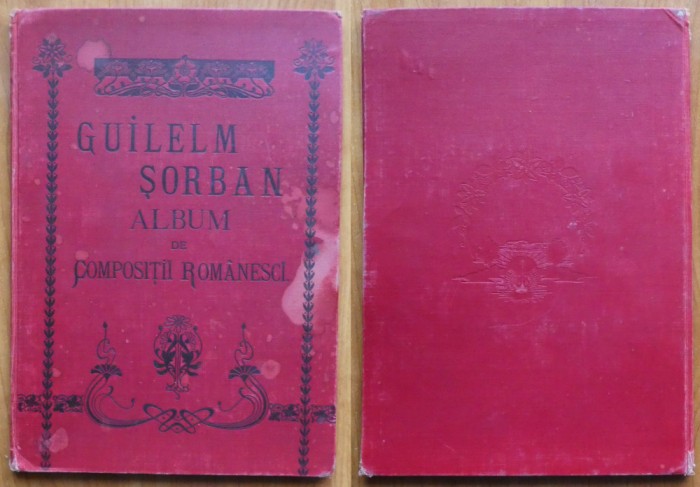 GUILELM
ŞORBAN
ALBUM
DE
COMPOSIŢII ROMÂNESCI.